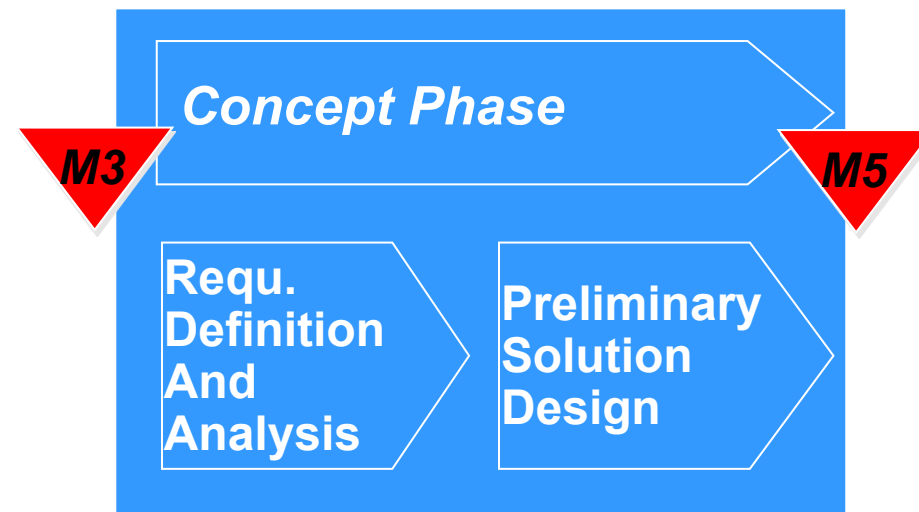 Concept Phase
M3
M5
Requ.
Definition
And
Analysis
Preliminary
Solution
Design